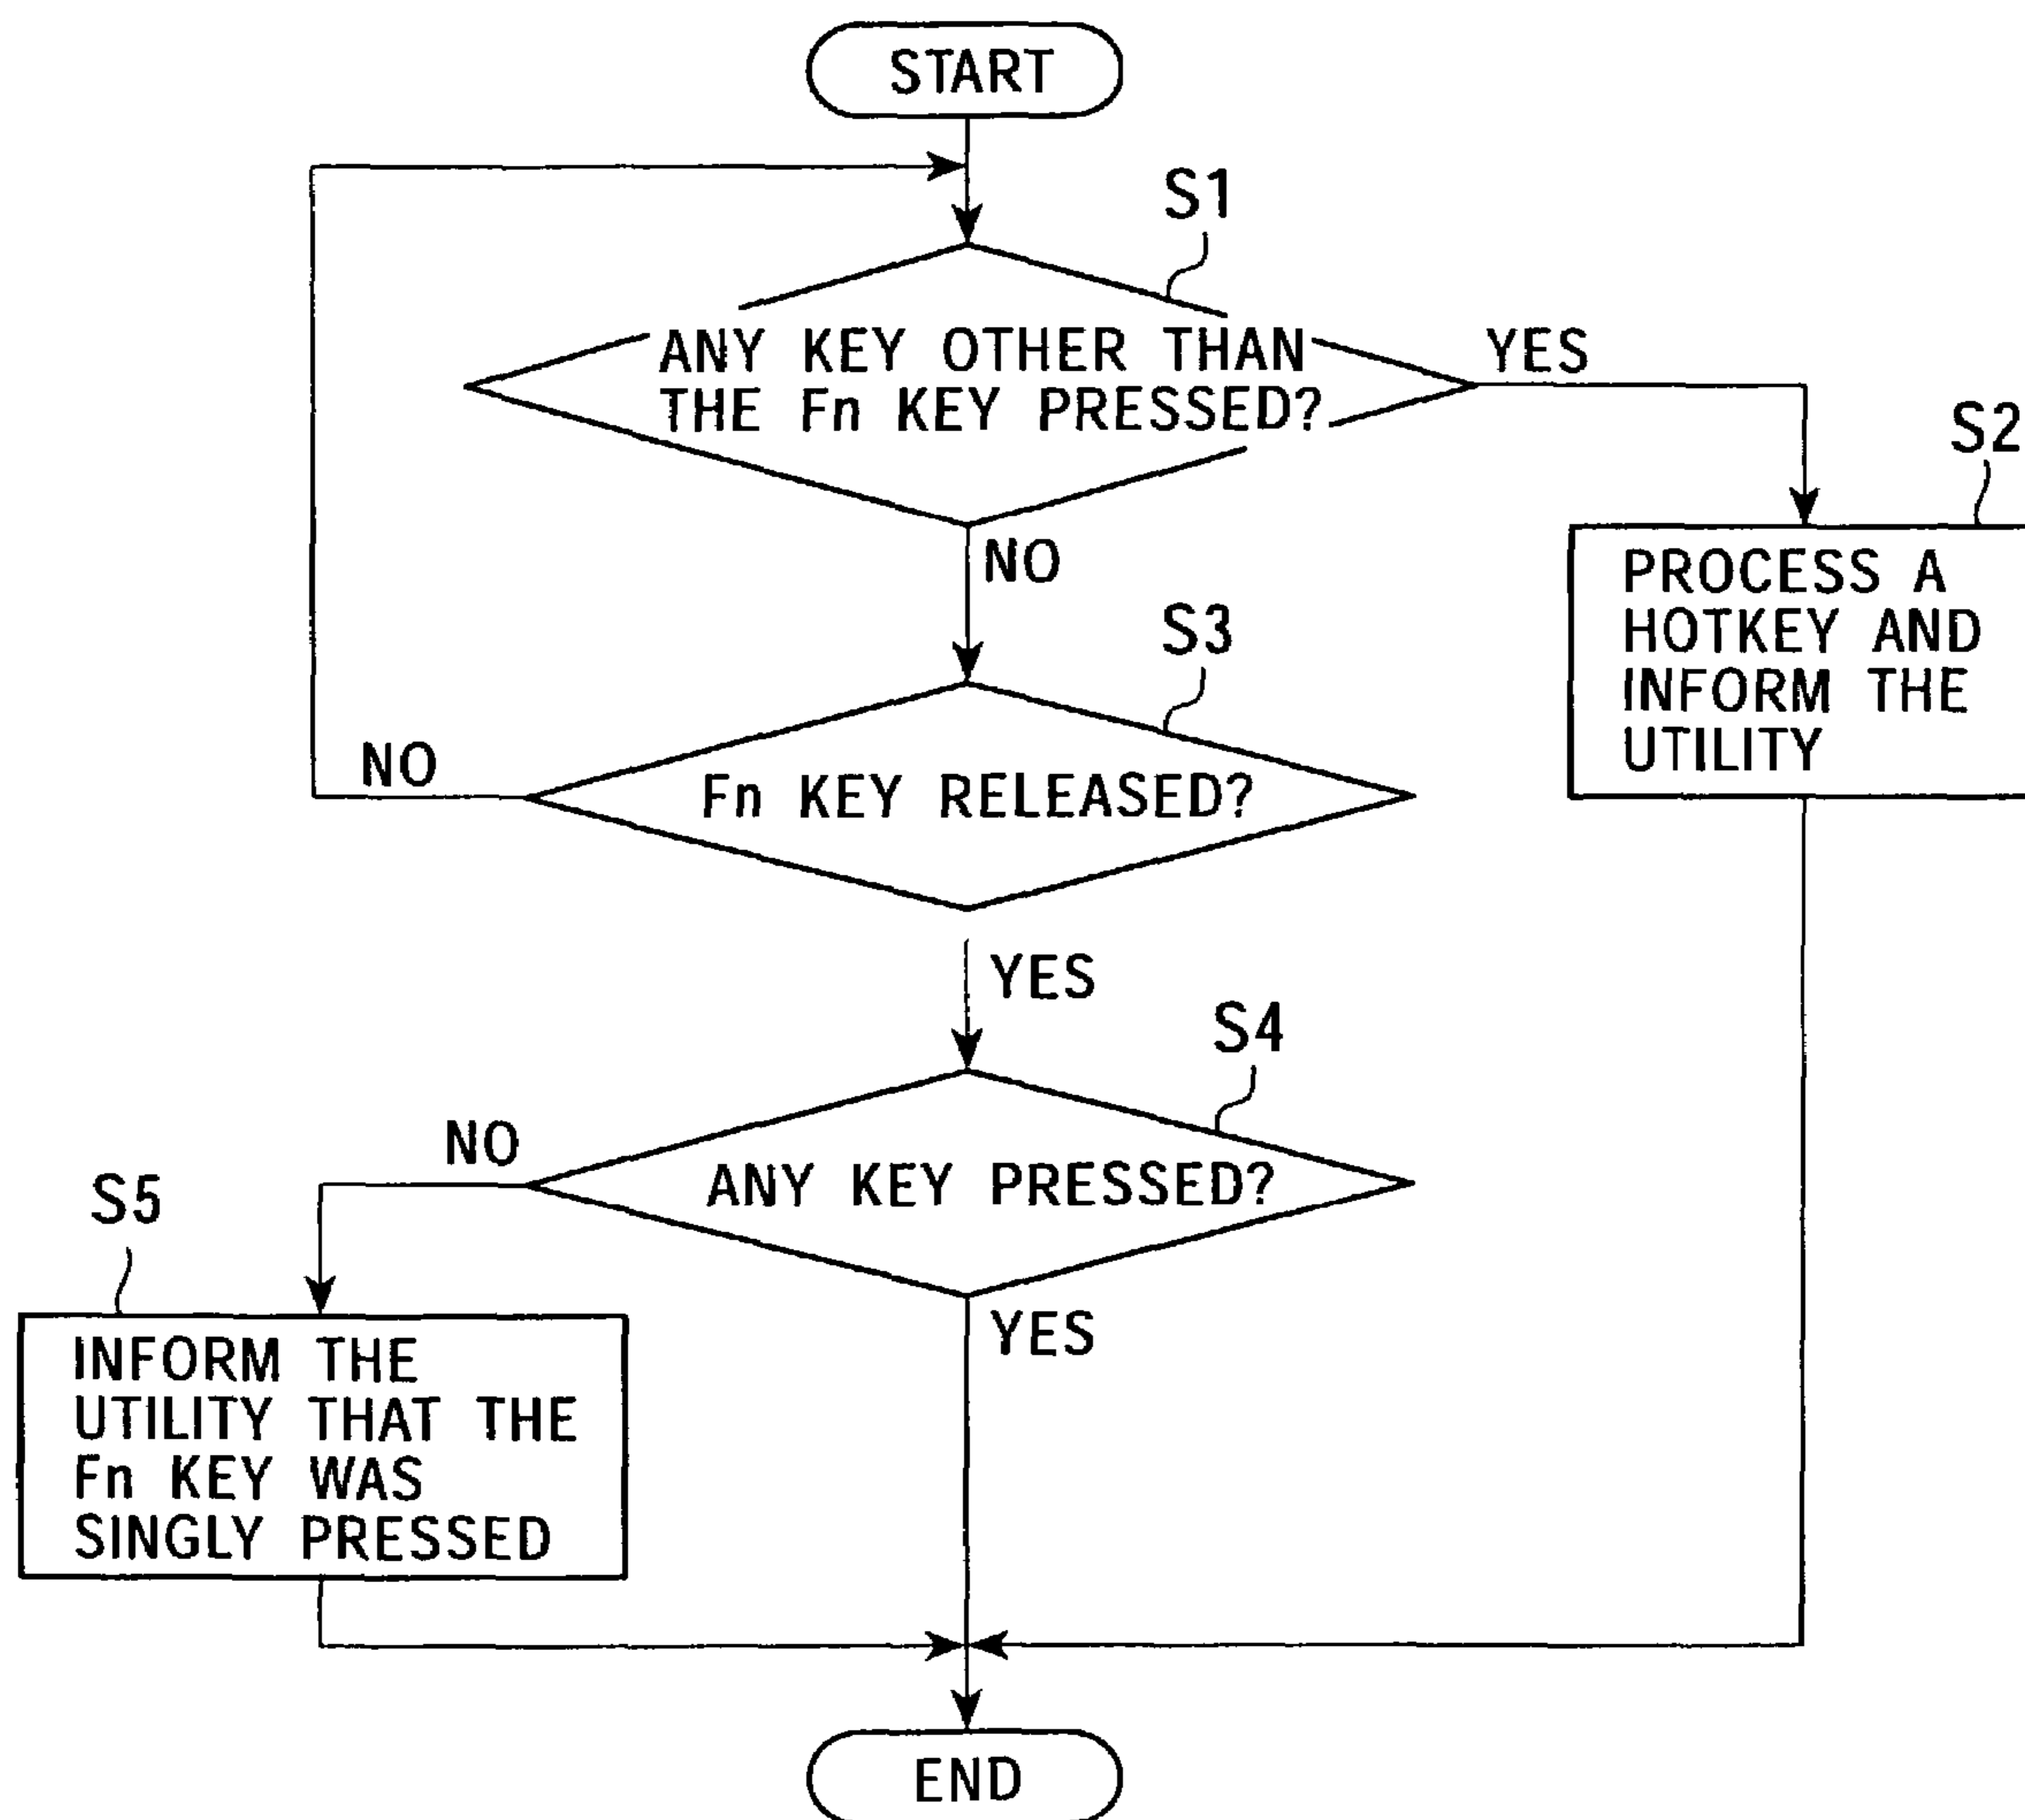 START
S1
ANY KEY OTHER THAN
THE Fn KEY PRESSED?
YES
S2
NO
PROCESS A
HOTKEY AND
INFORM THE
UTILITY
S3
NO
Fn KEY RELEASED?
YES
S4
NO
ANY KEY PRESSED?
S5
YES
INFORM THE
UTILITY THAT THE
Fn KEY WAS
SINGLY PRESSED
END